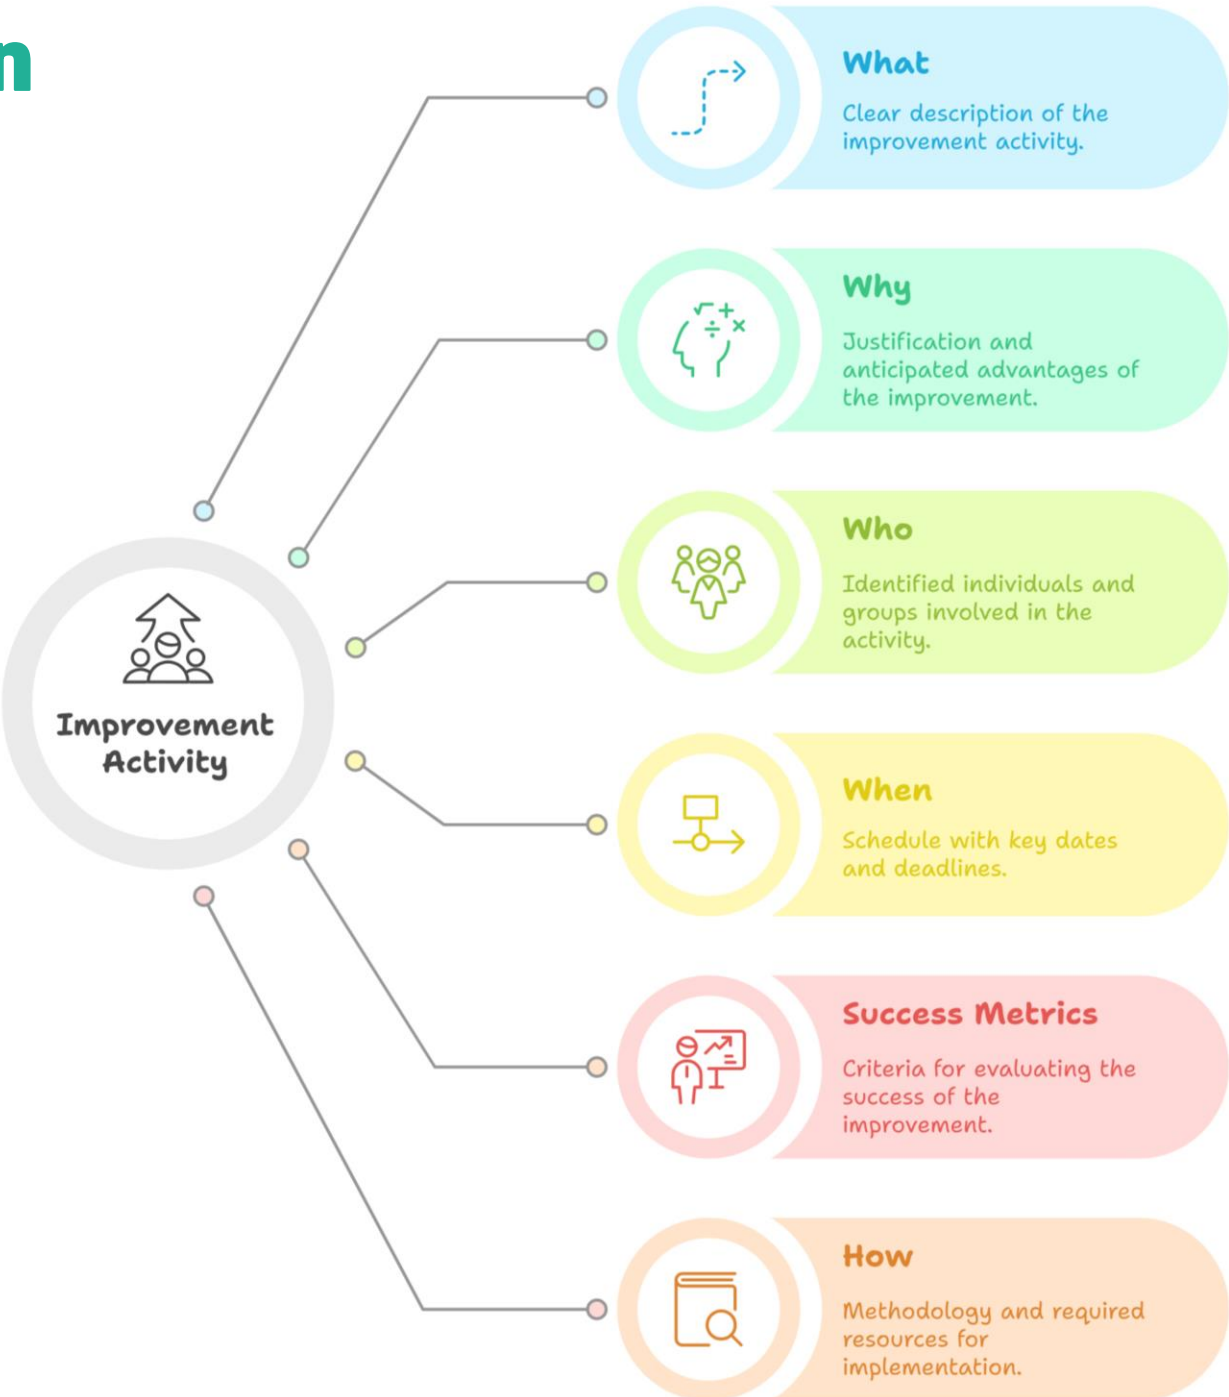 n
Improvement
Activity
What
Clear description of the
improvement activity.
Why
Justification and
anticipated advantages of
the improvement.
Who
Identified individuals and
groups involved in the
activity.
When
Schedule with key dates
and deadlines.
Success Metrics
Criteria for evaluating the
success of the
improvement.
How
Methodology and required
resources for
implementation.